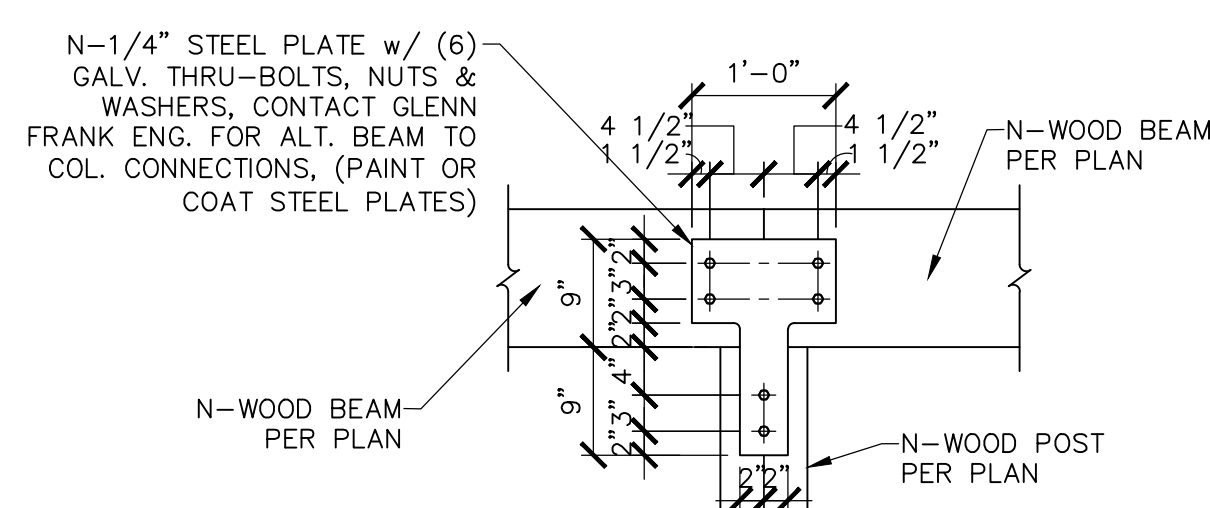 N-1/4" STEEL PLATE w/ (6)
GALV. THRU-BOLTS, NUTS &
WASHERS, CONTACT GLENN
FRANK ENG. FOR ALT. BEAM TO
COL. CONNECTIONS, (PAINT OR
COAT STEEL PLATES)
1'-0"
4 1/2"
1 1/2"
4 1/2"
1 1/2"
N-WOOD BEAM
PER PLAN
9"
2"
3"
2"
2"
9"
4"
3"
2"
N-WOOD BEAM
PER PLAN
N-WOOD POST
PER PLAN
2" 2"